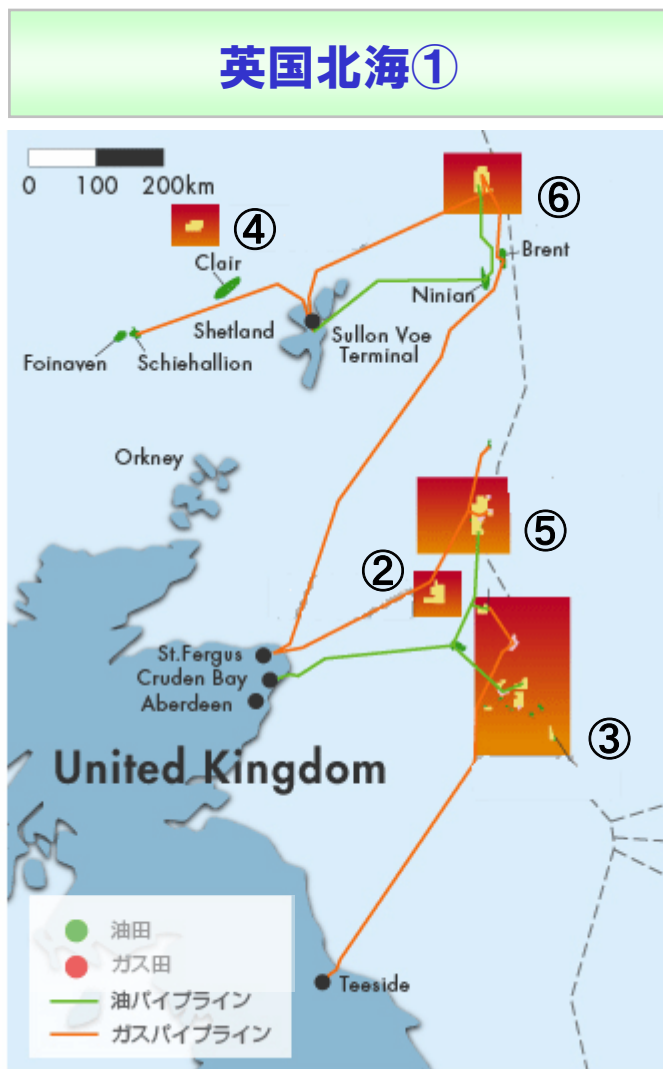 英国北海①
0 100 200km
⑥
④
Brent
Clair
Ninian
Shetland
Sullon Voe
Terminal
Foinaven
Schiehallion
Orkney
⑤
②
St.Fergus
Cruden Bay
Aberdeen
③
United Kingdom
油田
ガス田
油パイプライン
ガスパイプライン
Teeside